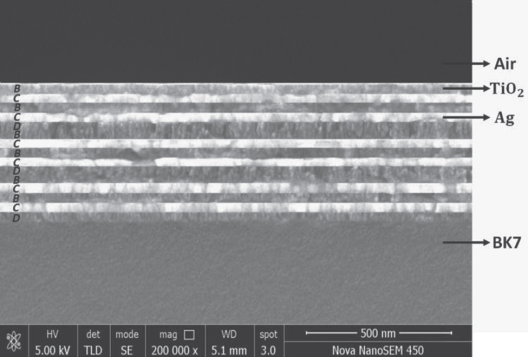 Air
B
TiO₂
C
B
C
Ag
D
B
C
B
C
D
B
C
B
C
D
BK7
HV det mode mag □ WD spot 500 nm
5.00 kV TLD SE 200 000 x 5.1 mm 3.0 Nova NanoSEM 450